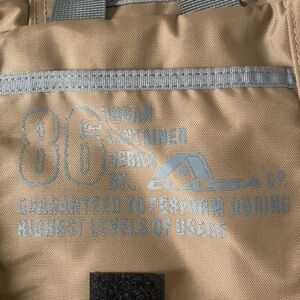 86 URBAN
CONTAINER
SERIES
GUARANTEED TO PERFORM DURING
HIGHEST LEVELS OF USAGE